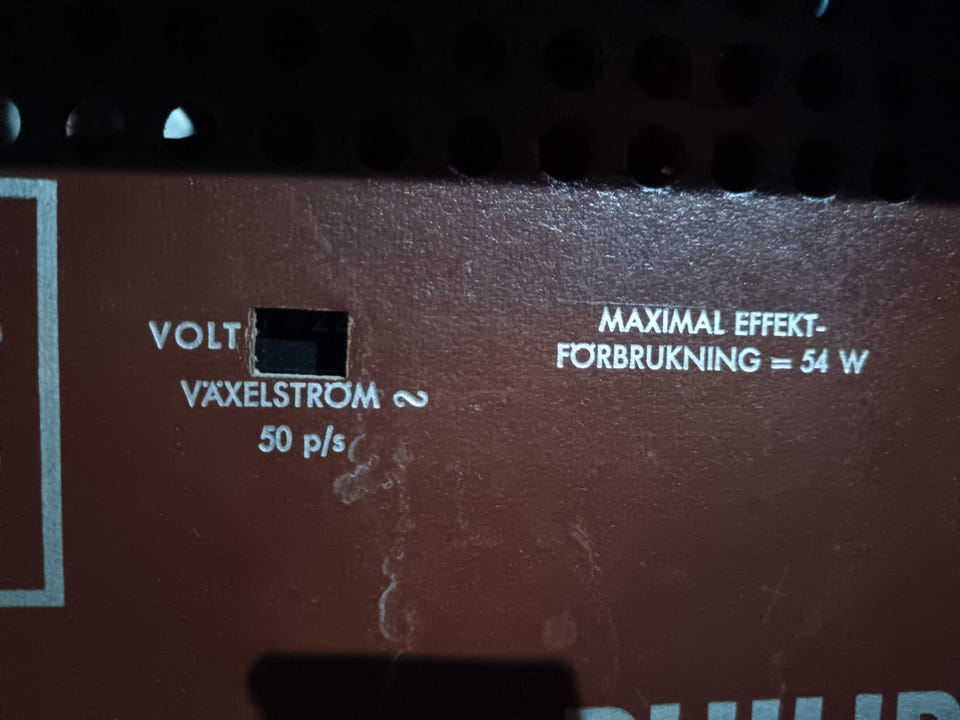 VOLT
VÄXELSTRÖM ~
50 p/s
MAXIMAL EFFEKT-
FÖRBRUKNING = 54 W